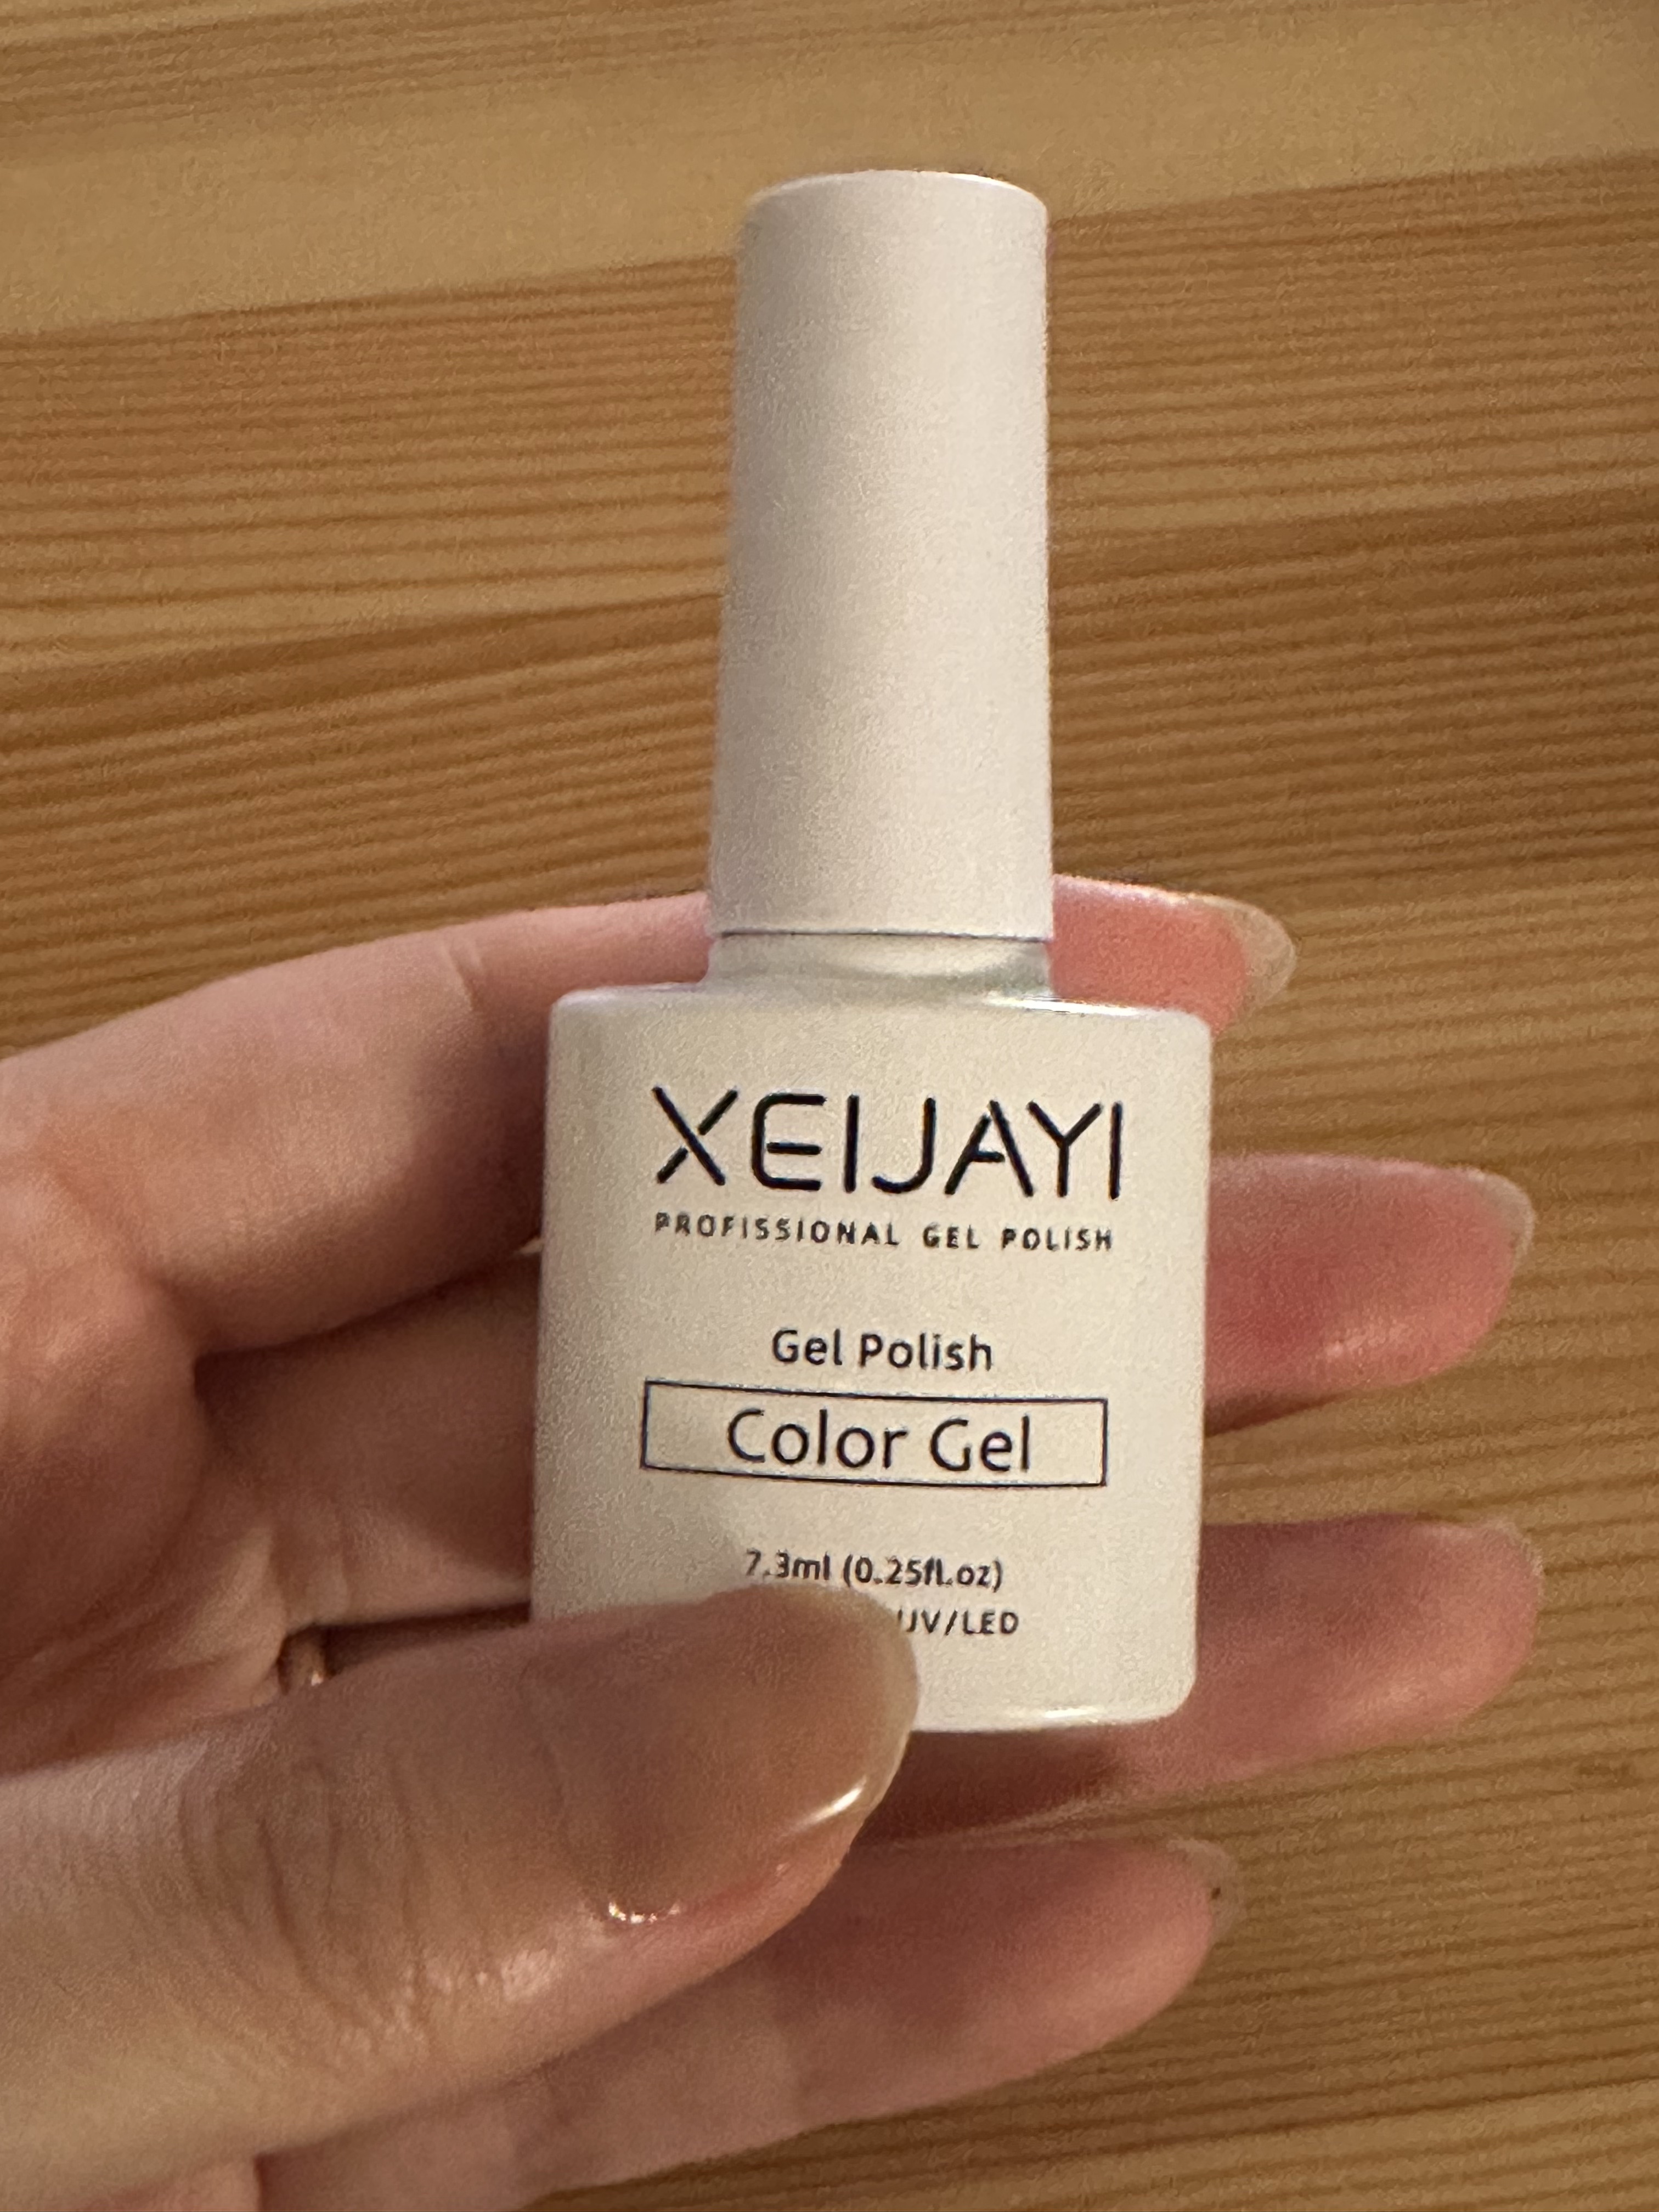 XEIJAYI
PROFISSIONAL GEL POLISH
Gel Polish
Color Gel
7.3ml (0.25fl.oz)
UV/LED